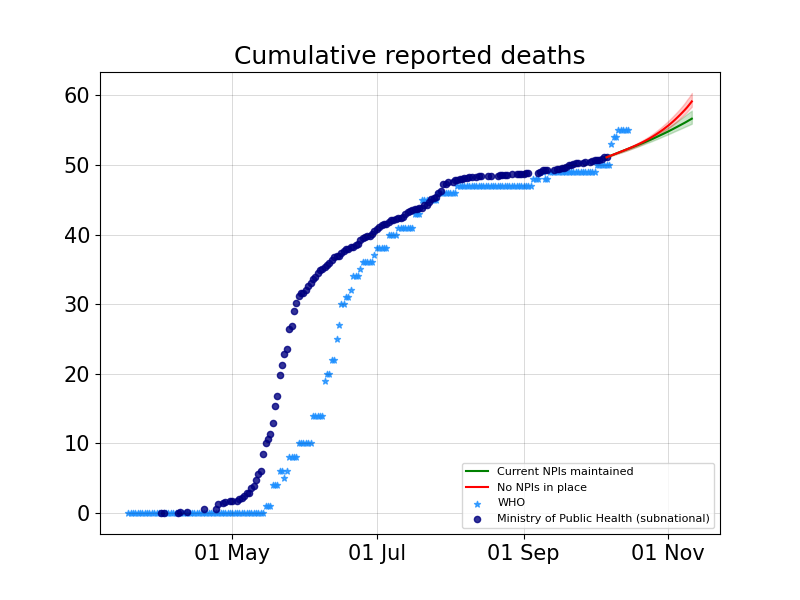 Cumulative reported deaths
60
50
40
30
20
10
0
01 May
01 Jul
01 Sep
01 Nov
Current NPIs maintained
No NPIs in place
WHO
Ministry of Public Health (subnational)